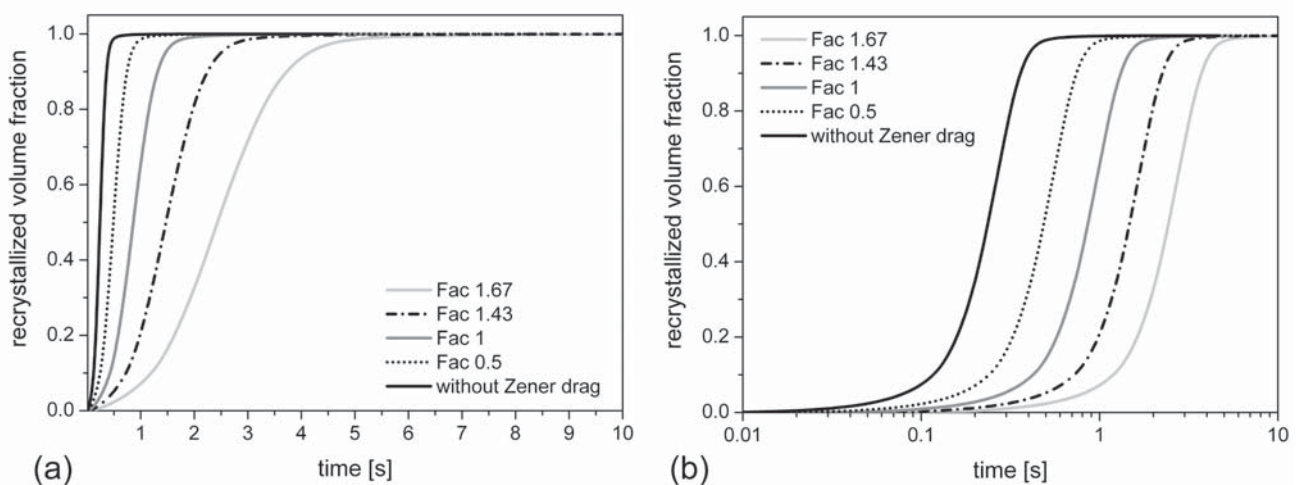 recrystallized volume fraction
1.0
0.8
0.6
0.4
0.2
0.0
Fac 1.67
Fac 1.43
Fac 1
Fac 0.5
without Zener drag
1 2 3 4 5 6 7 8 9 10
time [s]
(a)
recrystallized volume fraction
1.0
0.8
0.6
0.4
0.2
0.0
Fac 1.67
Fac 1.43
Fac 1
Fac 0.5
without Zener drag
0.01 0.1 1 10
time [s]
(b)